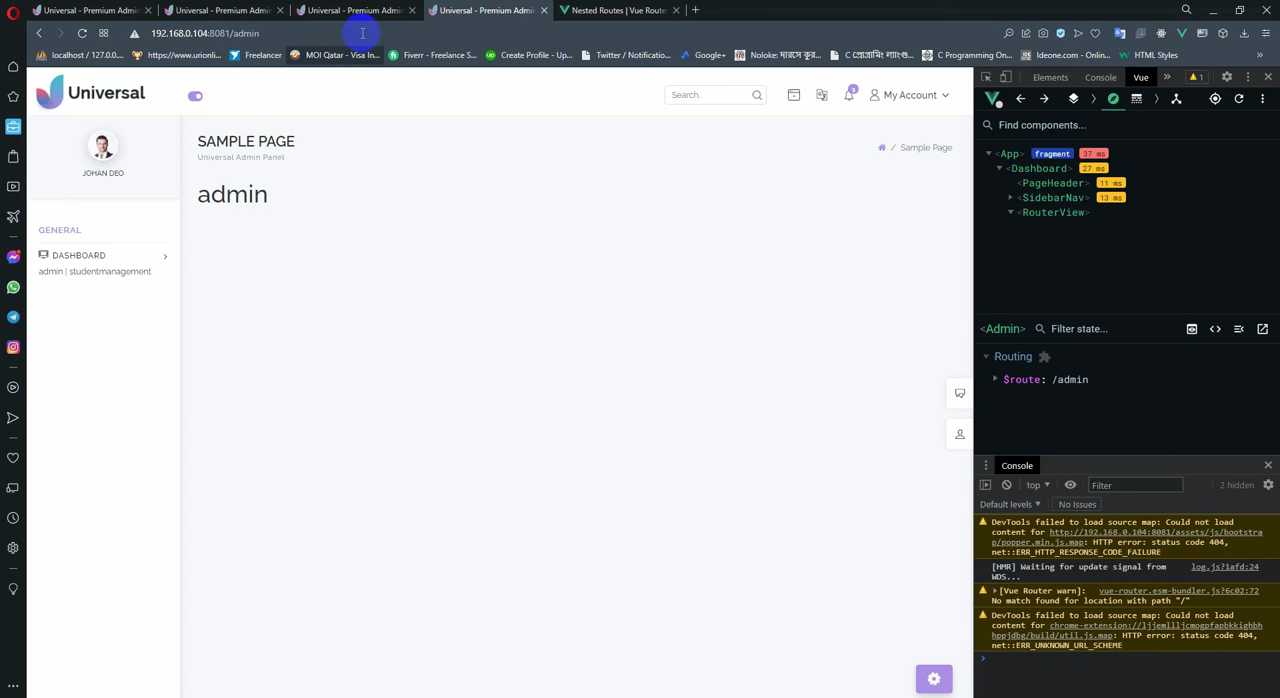 Universal - Premium Admi
Universal - Premium Admi
Universal - Premium Admi
Universal - Premium Admi
Nested Routes | Vue Route
192.168.0.104:8081/admin
localhost / 127.0.0....
https://www.urionli...
Freelancer
MOI Qatar - Visa In...
Fiverr - Freelance S...
Create Profile - Up...
Twitter / Notificatio...
Google+
C প্রোগ্রামিং ল্যাংগু...
C Programming On...
Ideone.com - Onlin...
HTML Styles
»
Universal
Search..
3
My Account
JOHAN DEO
SAMPLE PAGE
Universal Admin Panel
/ Sample Page
admin
GENERAL
DASHBOARD
admin | studentmanagement
Elements
Console
Vue
»
1
Find components...
<App> fragment 37 ms
<Dashboard> 27 ms
<PageHeader> 11 ms
<SidebarNav> 13 ms
<RouterView>
<Admin>
Filter state...
Routing
$route: /admin
Console
top
Filter
2 hidden
Default levels
No Issues
DevTools failed to load source map: Could not load
content for http://192.168.0.104:8081/assets/js/bootstra
p/popper.min.js.map: HTTP error: status code 404,
net::ERR_HTTP_RESPONSE_CODE_FAILURE
[HMR] Waiting for update signal from log.js?1afd:24
WDS...
[Vue Router warn]: vue-router.esm-bundler.js?6c02:72
No match found for location with path "/"
DevTools failed to load source map: Could not load
content for
HTTP error: status code 404,
net::ERR_UNKNOWN_URL_SCHEME